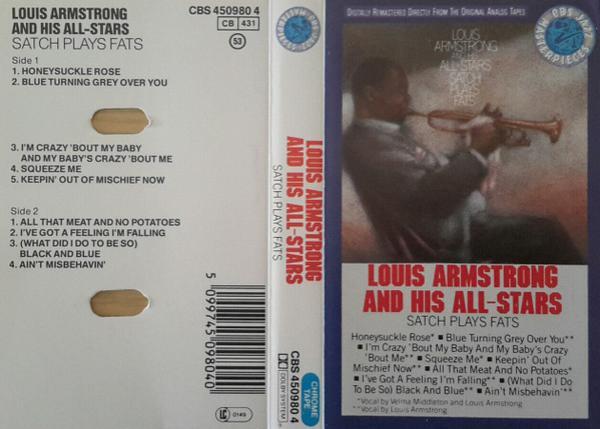 LOUIS ARMSTRONG
AND HIS ALL-STARS
SATCH PLAYS FATS
CBS 450980 4
CB 431
53
Side 1
1. HONEYSUCKLE ROSE
2. BLUE TURNING GREY OVER YOU
3. I'M CRAZY 'BOUT MY BABY
AND MY BABY'S CRAZY 'BOUT ME
4. SQUEEZE ME
5. KEEPIN' OUT OF MISCHIEF NOW
Side 2
1. ALL THAT MEAT AND NO POTATOES
2. I'VE GOT A FEELING I'M FALLING
3. (WHAT DID I DO TO BE SO)
BLACK AND BLUE
4. AIN'T MISBEHAVIN'
5 099745 098040
0149
LOUIS ARMSTRONG
AND HIS ALL-STARS
SATCH PLAYS FATS
CBS 450980 4
DOLBY SYSTEM
CHROME
TAPE
DIGITALLY REMASTERED DIRECTLY FROM THE ORIGINAL ANALOG TAPES
CBS JAZZ
MASTERPIECES
LOUIS
ARMSTRONG
AND HIS
ALL-STARS
SATCH
PLAYS
FATS
LOUIS ARMSTRONG
AND HIS ALL-STARS
SATCH PLAYS FATS
Honeysuckle Rose* ■ Blue Turning Grey Over You**
■ I'm Crazy 'Bout My Baby And My Baby's Crazy
'Bout Me** ■ Squeeze Me* ■ Keepin' Out Of
Mischief Now** ■ All That Meat And No Potatoes*
■ I've Got A Feeling I'm Falling** ■ (What Did I Do
To Be So) Black And Blue** ■ Ain't Misbehavin'**
*Vocal by Velma Middleton and Louis Armstrong
**Vocal by Louis Armstrong